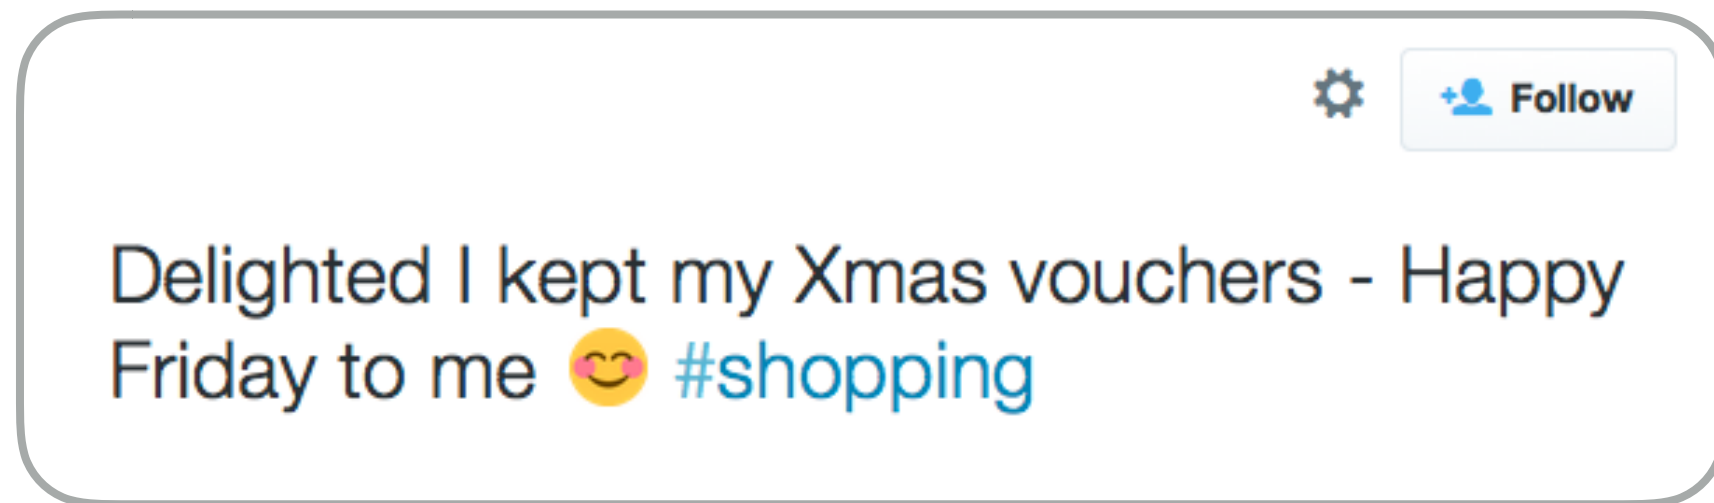 Follow
Delighted I kept my Xmas vouchers - Happy
Friday to me 😊 #shopping